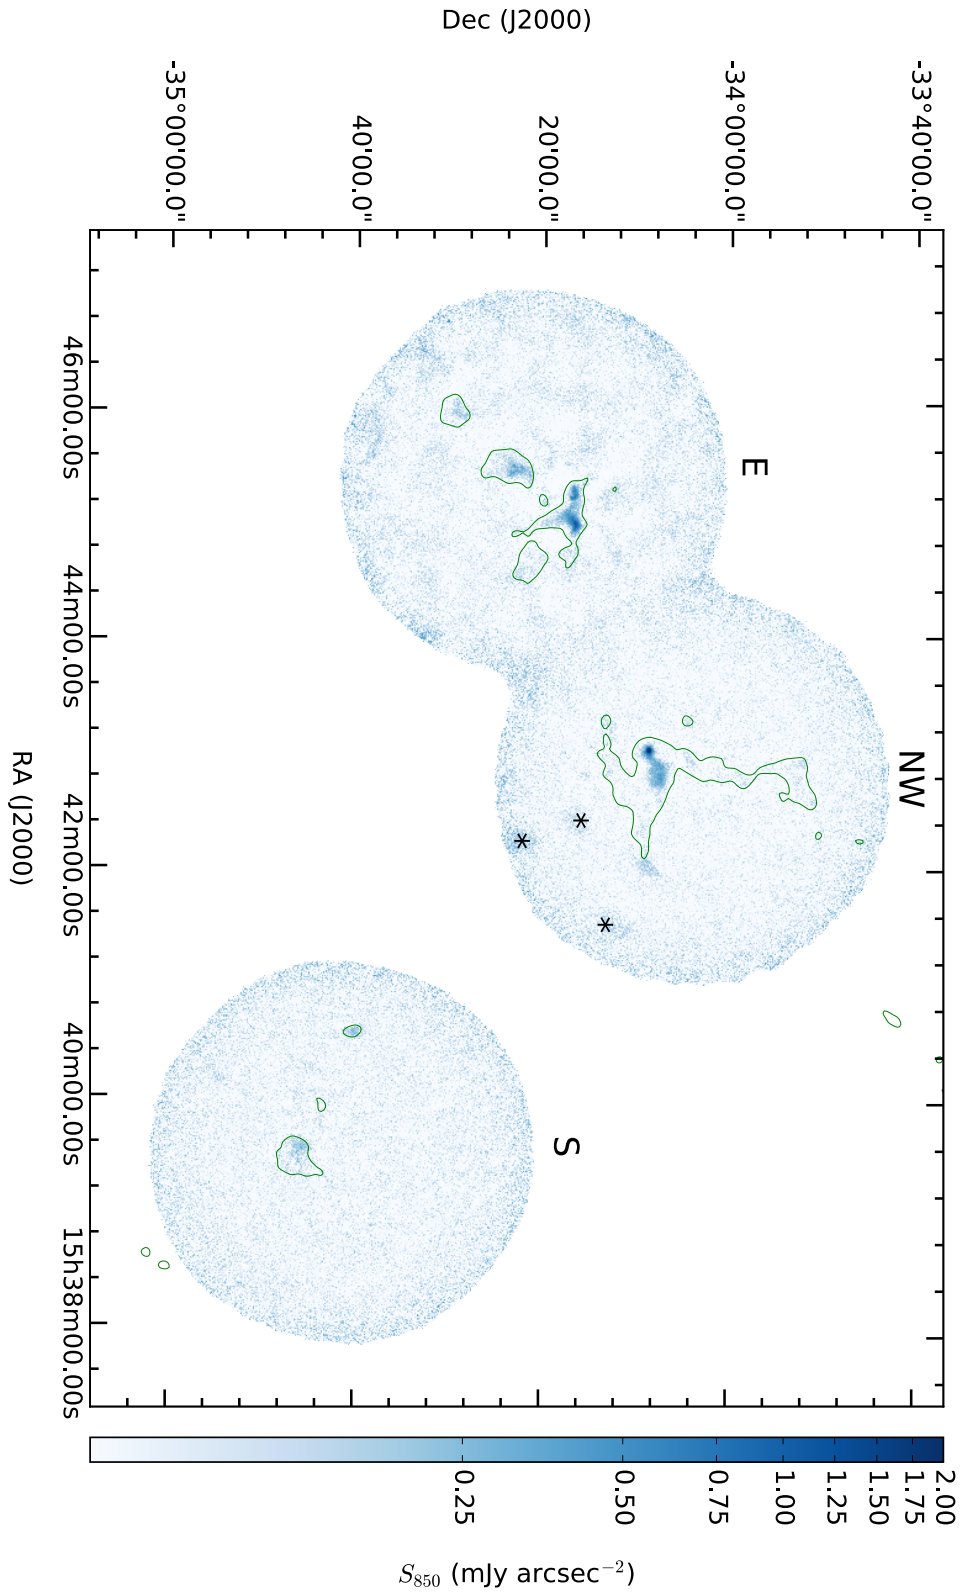 Dec (J2000)
-35°00'00.0"
40'00.0"
20'00.0"
-34°00'00.0"
-33°40'00.0"
E
NW
S
46m00.00s
44m00.00s
42m00.00s
40m00.00s
15h38m00.00s
RA (J2000)
0.25
0.50
0.75
1.00
1.25
1.50
1.75
2.00
S₈₅₀ (mJy arcsec⁻²)